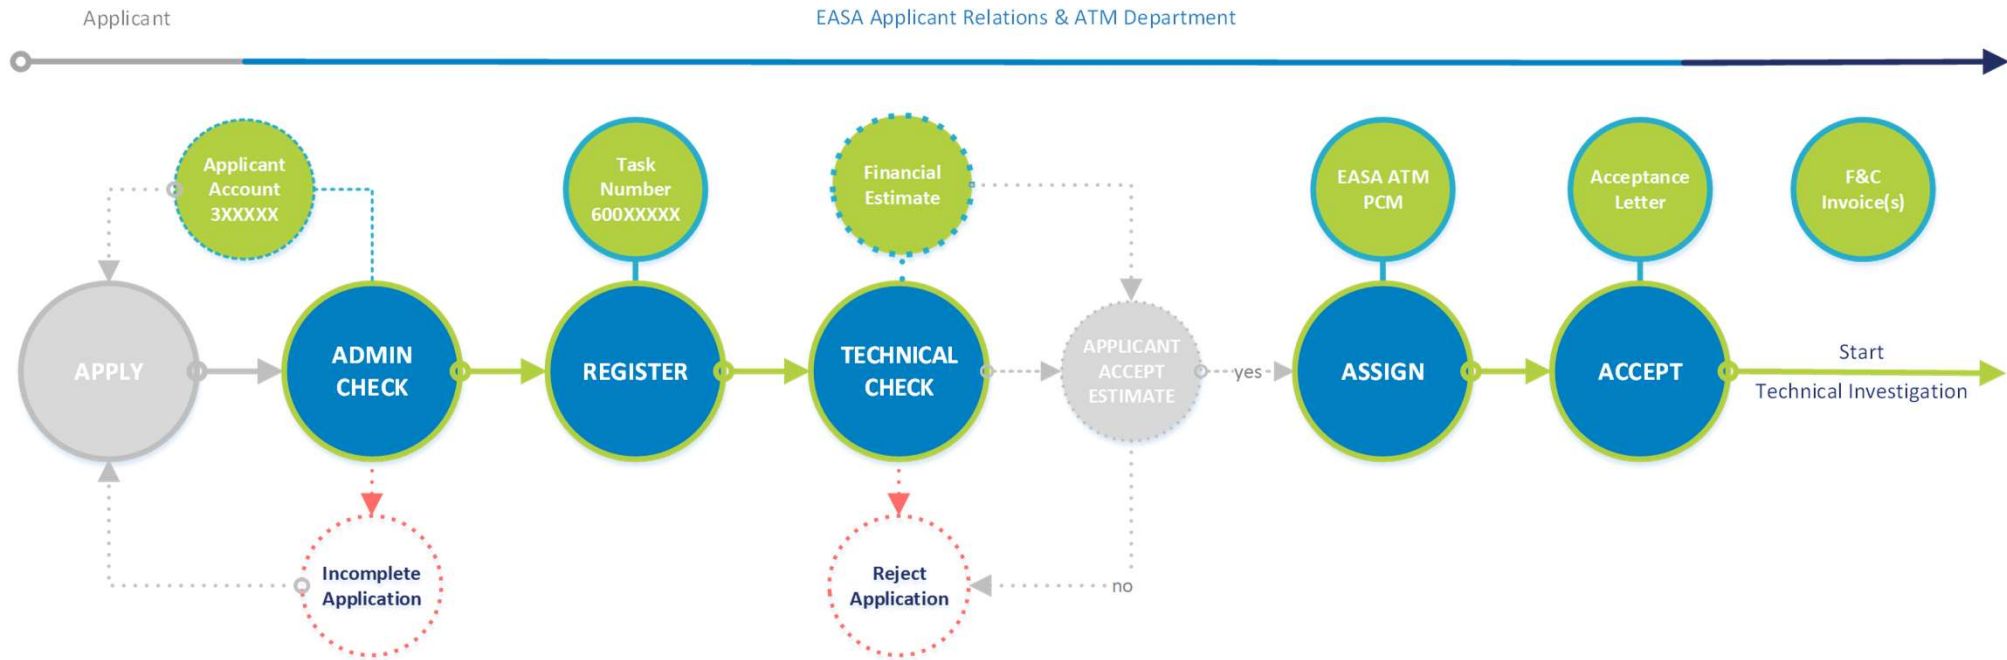 Applicant
EASA Applicant Relations & ATM Department
Applicant
Account
3XXXXX
Task
Number
600XXXXX
Financial
Estimate
EASA ATM
PCM
Acceptance
Letter
F&C
Invoice(s)
APPLY
ADMIN
CHECK
REGISTER
TECHNICAL
CHECK
APPLICANT
ACCEPT
ESTIMATE
yes
ASSIGN
ACCEPT
Start
Technical Investigation
Incomplete
Application
Reject
Application
no